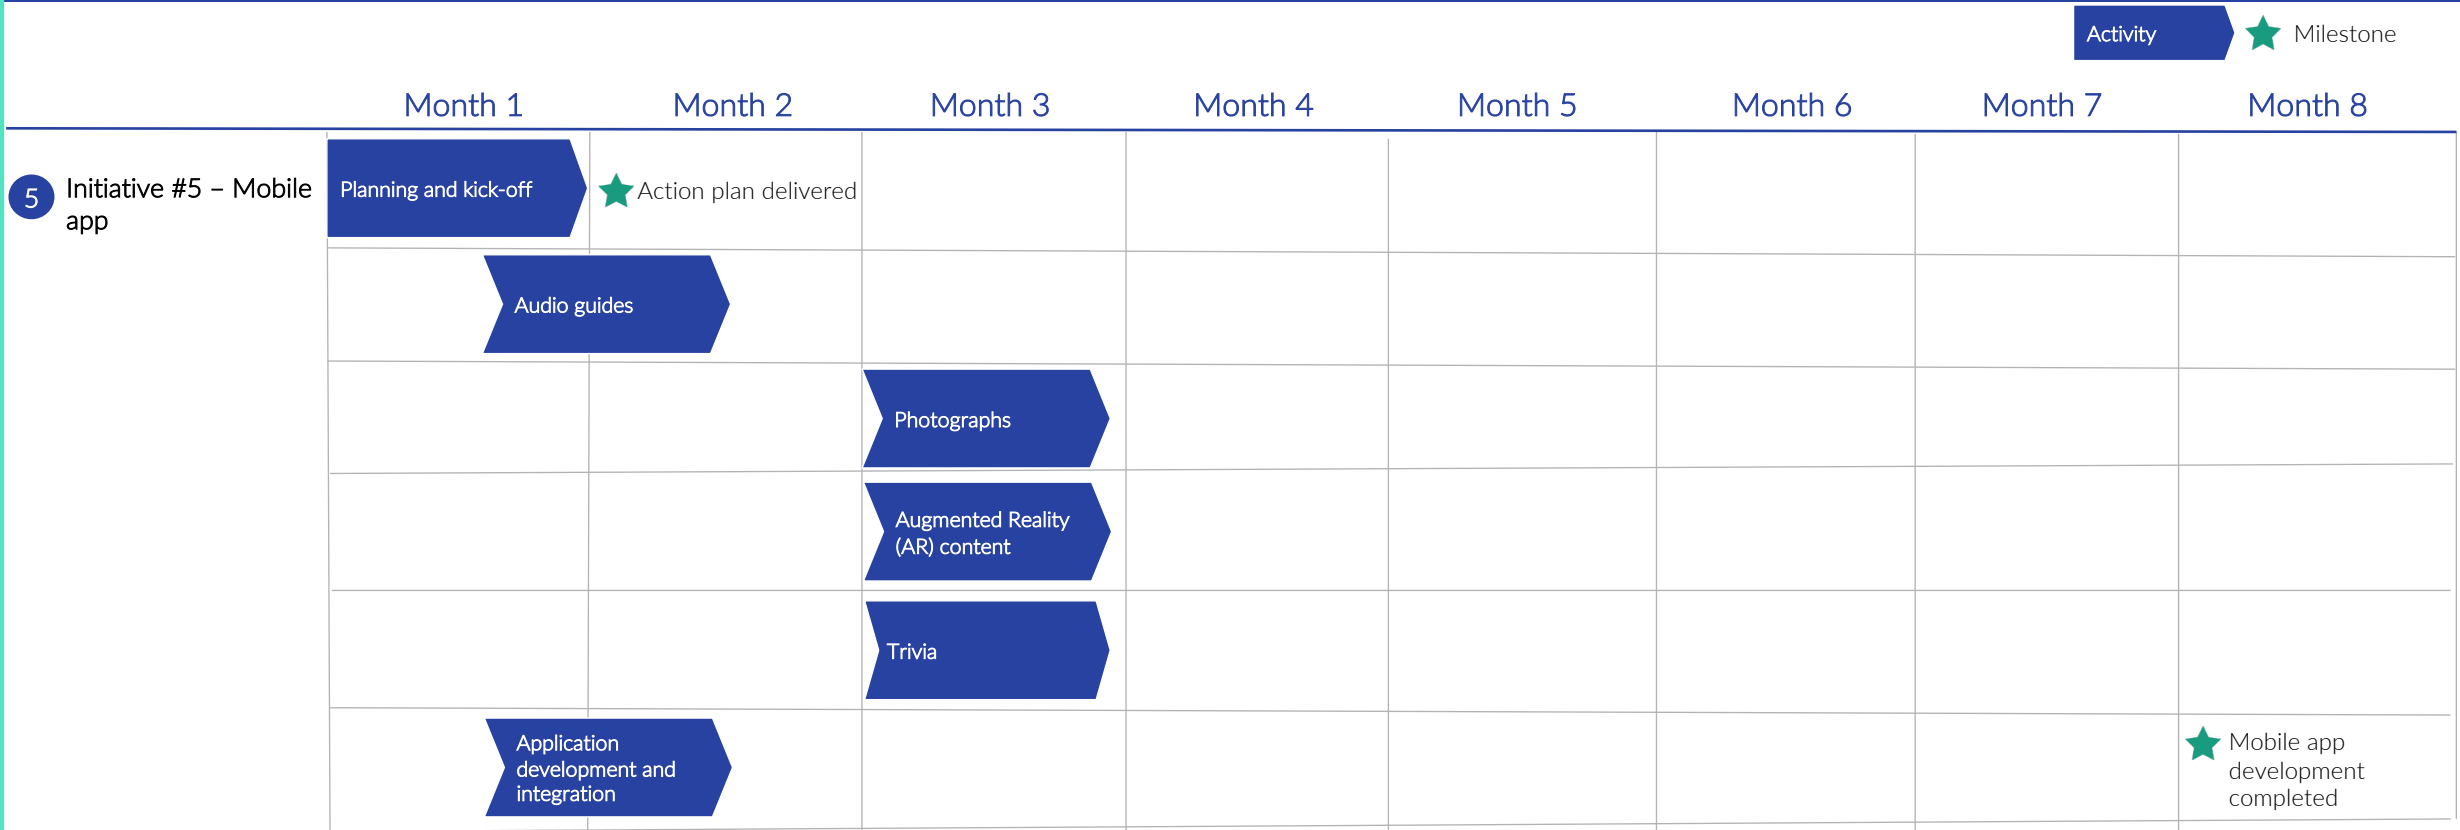 Activity
Milestone
Month 1
Month 2
Month 3
Month 4
Month 5
Month 6
Month 7
Month 8
5
Initiative #5 – Mobile
app
Planning and kick-off
Action plan delivered
Audio guides
Photographs
Augmented Reality
(AR) content
Trivia
Application
development and
integration
Mobile app
development
completed